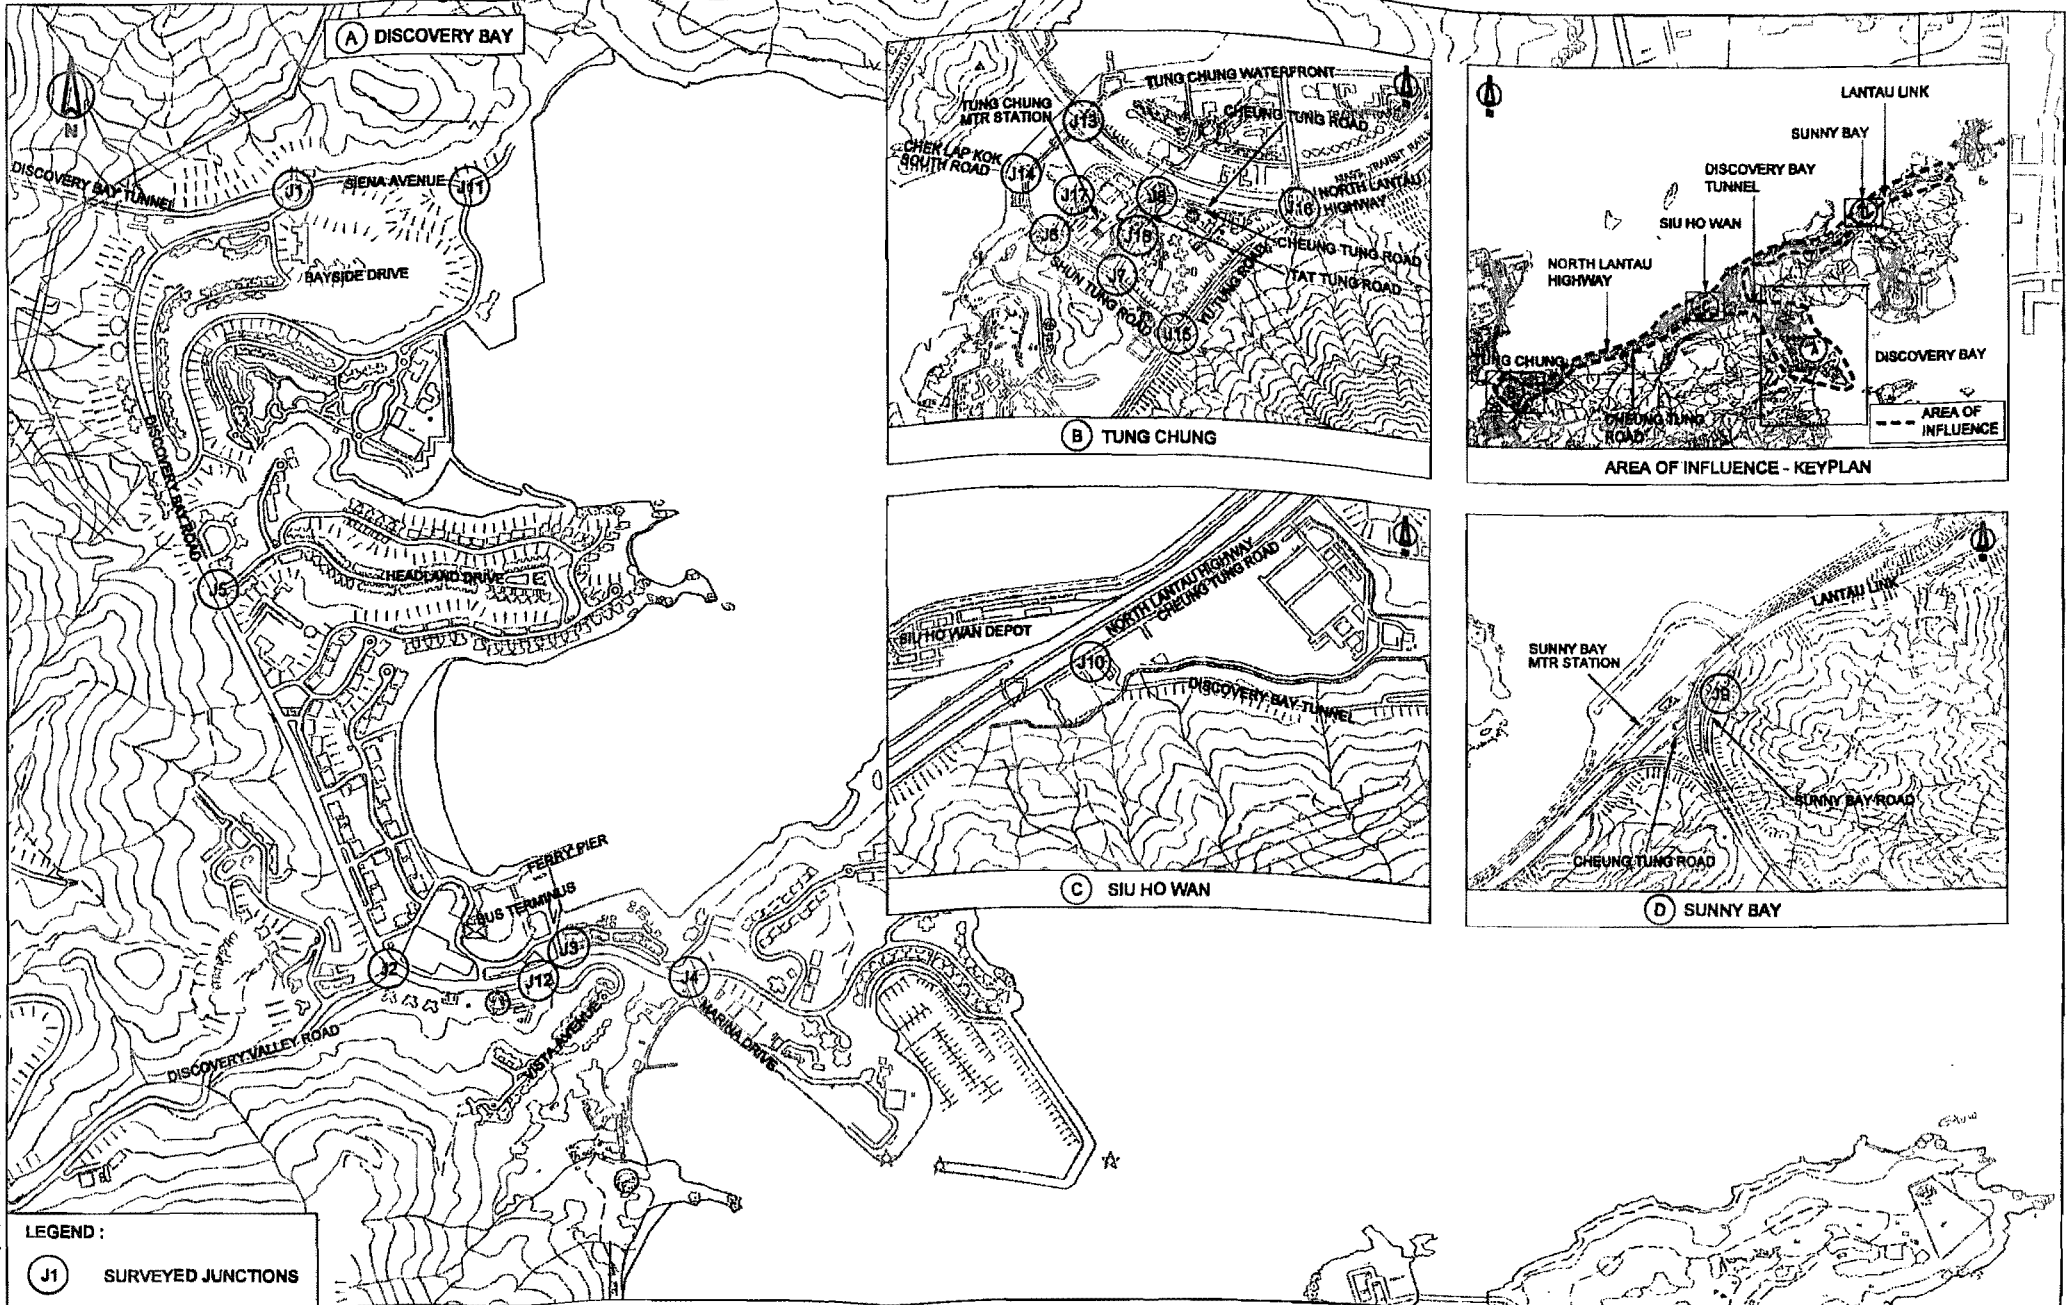 A DISCOVERY BAY
N
DISCOVERY BAY TUNNEL
J1
SIENA AVENUE
J11
BAYSIDE DRIVE
DISCOVERY BAY ROAD
J5
HEADLAND DRIVE
FERRY PIER
BUS TERMINUS
J2
J3
J12
J4
MARINA DRIVE
VISTA AVENUE
DISCOVERY VALLEY ROAD
LEGEND :
J1 SURVEYED JUNCTIONS
TUNG CHUNG WATERFRONT
TUNG CHUNG
MTR STATION
J13
CHEUNG TUNG ROAD
CHEK LAP KOK
SOUTH ROAD
J14
J17
TRANSIT
NORTH LANTAU
HIGHWAY
J16
J6
CHEUNG TUNG ROAD
TAT TUNG ROAD
J7
SHUN TUNG ROAD
YU TUNG ROAD
J15
B TUNG CHUNG
LANTAU LINK
SUNNY BAY
DISCOVERY BAY
TUNNEL
SIU HO WAN
NORTH LANTAU
HIGHWAY
TUNG CHUNG
A
DISCOVERY BAY
CHEUNG TUNG
ROAD
AREA OF
INFLUENCE
AREA OF INFLUENCE - KEYPLAN
NORTH LANTAU HIGHWAY
CHEUNG TUNG ROAD
SIU HO WAN DEPOT
J10
DISCOVERY BAY TUNNEL
C SIU HO WAN
LANTAU LINK
SUNNY BAY
MTR STATION
SUNNY BAY ROAD
CHEUNG TUNG ROAD
D SUNNY BAY